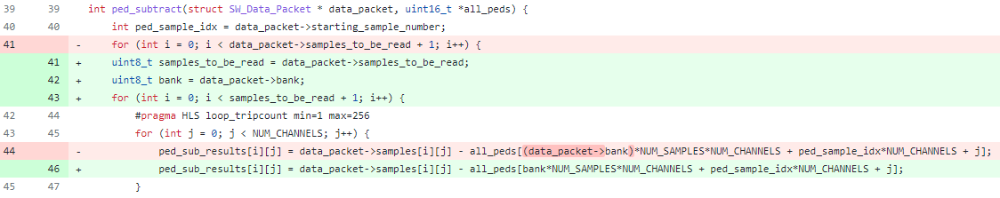 39 39 int ped_subtract(struct SW_Data_Packet * data_packet, uint16_t *all_peds) {
40 40 int ped_sample_idx = data_packet->starting_sample_number;
41 - for (int i = 0; i < data_packet->samples_to_be_read + 1; i++) {
41 + uint8_t samples_to_be_read = data_packet->samples_to_be_read;
42 + uint8_t bank = data_packet->bank;
43 + for (int i = 0; i < samples_to_be_read + 1; i++) {
42 44 #pragma HLS loop_tripcount min=1 max=256
43 45 for (int j = 0; j < NUM_CHANNELS; j++) {
44 - ped_sub_results[i][j] = data_packet->samples[i][j] - all_peds[(data_packet->bank)*NUM_SAMPLES*NUM_CHANNELS + ped_sample_idx*NUM_CHANNELS + j];
46 + ped_sub_results[i][j] = data_packet->samples[i][j] - all_peds[bank*NUM_SAMPLES*NUM_CHANNELS + ped_sample_idx*NUM_CHANNELS + j];
45 47 }